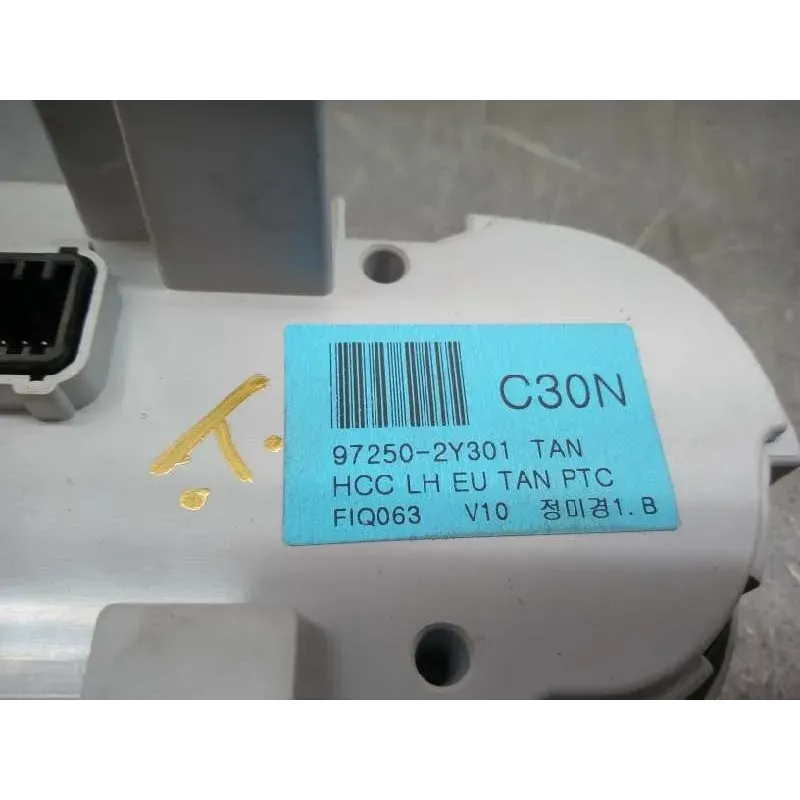 C30N
97250-2Y301 TAN
HCC LH EU TAN PTC
FIQ063 V10 정미경1.B